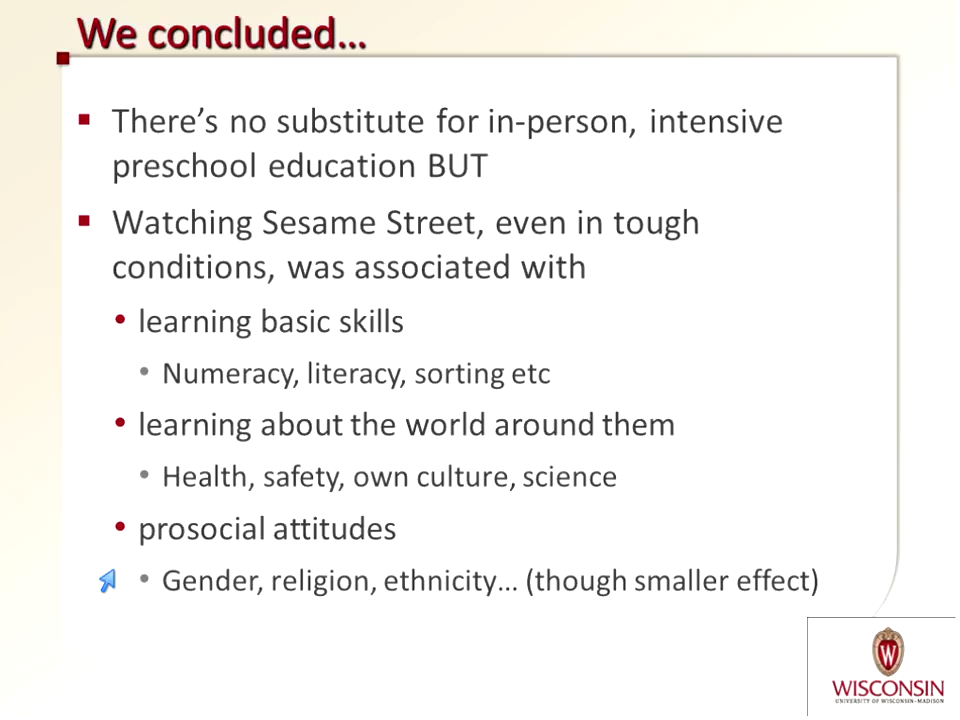 We concluded...
There's no substitute for in-person, intensive
preschool education BUT
Watching Sesame Street, even in tough
conditions, was associated with
learning basic skills
Numeracy, literacy, sorting etc
learning about the world around them
Health, safety, own culture, science
prosocial attitudes
Gender, religion, ethnicity... (though smaller effect)
W
WISCONSIN
UNIVERSITY OF WISCONSIN-MADISON